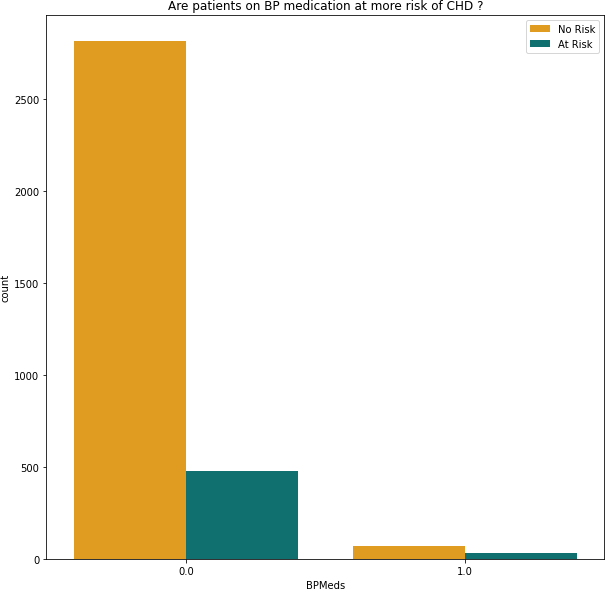 Are patients on BP medication at more risk of CHD ?
No Risk
At Risk
2500
2000
1500
1000
500
0
count
0.0
1.0
BPMeds